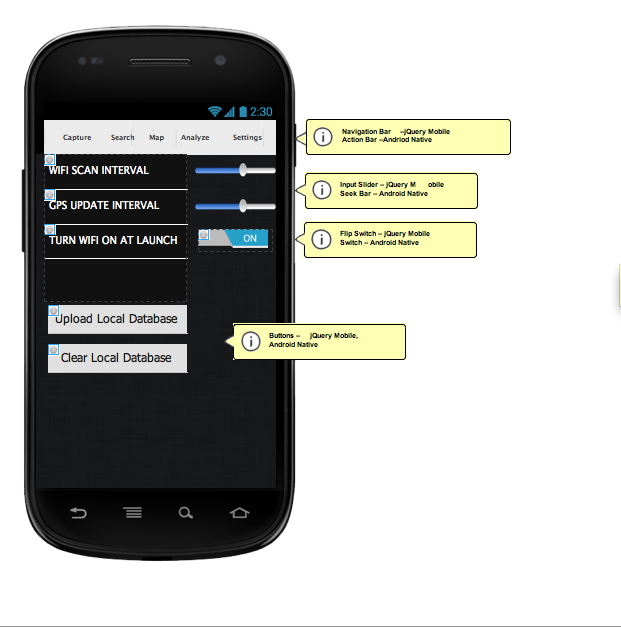 2:30
Capture Search Map Analyze Settings
WIFI SCAN INTERVAL
GPS UPDATE INTERVAL
TURN WIFI ON AT LAUNCH
ON
Upload Local Database
Clear Local Database
Navigation Bar –jQuery Mobile
Action Bar –Andriod Native
Input Slider – jQuery M obile
Seek Bar – Android Native
Flip Switch – jQuery Mobile
Switch – Android Native
Buttons – jQuery Mobile,
Android Native